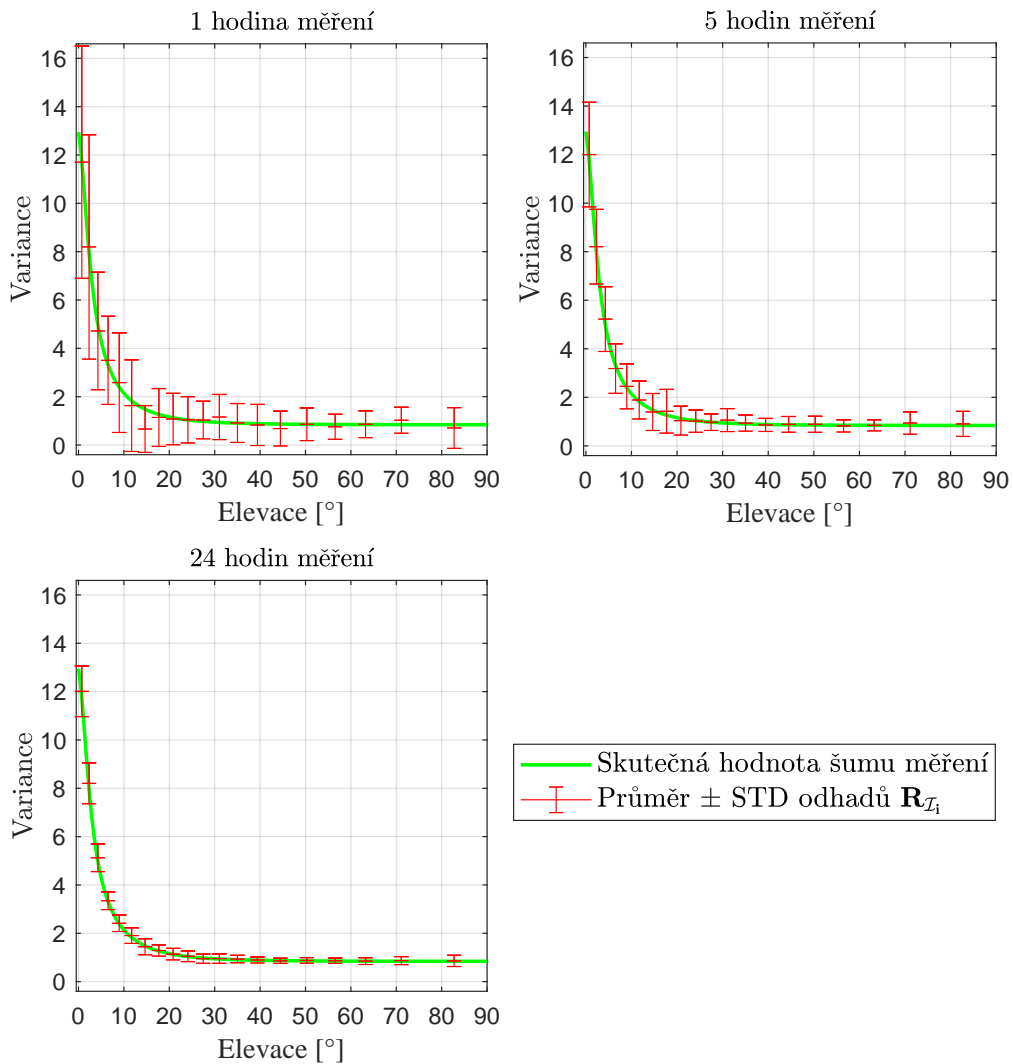 1 hodina měření
16
14
12
10
8
6
4
2
0
Variance
0 10 20 30 40 50 60 70 80 90
Elevace [°]
5 hodin měření
16
14
12
10
8
6
4
2
0
Variance
0 10 20 30 40 50 60 70 80 90
Elevace [°]
24 hodin měření
16
14
12
10
8
6
4
2
0
Variance
0 10 20 30 40 50 60 70 80 90
Elevace [°]
Skutečná hodnota šumu měření
Průměr ± STD odhadů R_{ℐ_i}